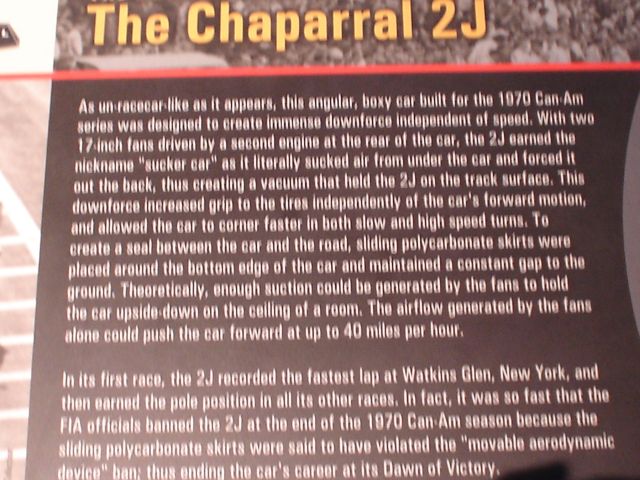 The Chaparral 2J
As un-racecar-like as it appears, this angular, boxy car built for the 1970 Can-Am
series was designed to create immense downforce independent of speed. With two
17-inch fans driven by a second engine at the rear of the car, the 2J earned the
nickname "sucker car" as it literally sucked air from under the car and forced it
out the back, thus creating a vacuum that held the 2J on the track surface. This
downforce increased grip to the tires independently of the car's forward motion,
and allowed the car to corner faster in both slow and high speed turns. To
create a seal between the car and the road, sliding polycarbonate skirts were
placed around the bottom edge of the car and maintained a constant gap to the
ground. Theoretically, enough suction could be generated by the fans to hold
the car upside-down on the ceiling of a room. The airflow generated by the fans
alone could push the car forward at up to 40 miles per hour.
In its first race, the 2J recorded the fastest lap at Watkins Glen, New York, and
then earned the pole position in all its other races. In fact, it was so fast that the
FIA officials banned the 2J at the end of the 1970 Can-Am season because the
sliding polycarbonate skirts were said to have violated the "movable aerodynamic
device" ban; thus ending the car's career at its Dawn of Victory.